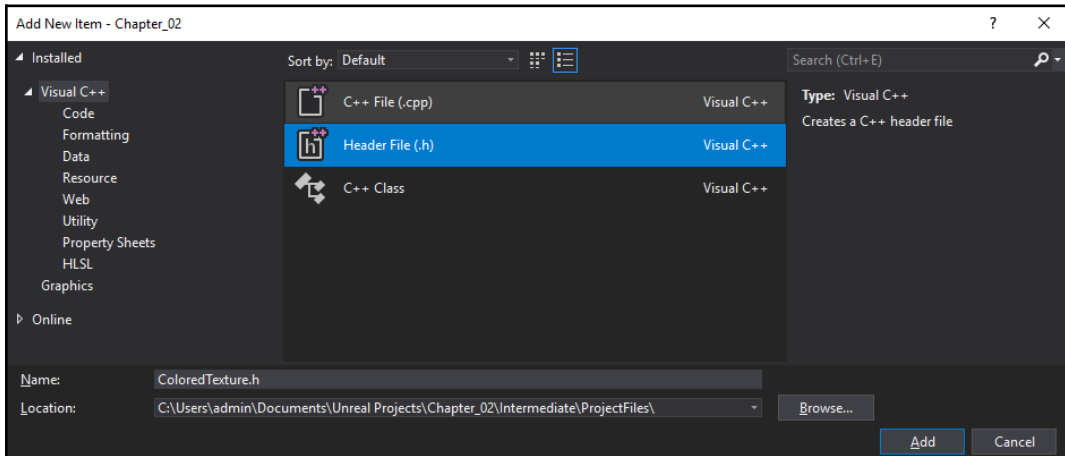 Add New Item - Chapter_02 ? ×
Installed
Sort by: Default
Search (Ctrl+E)
Visual C++
Code
Formatting
Data
Resource
Web
Utility
Property Sheets
HLSL
Graphics
Online
C++ File (.cpp) Visual C++
Header File (.h) Visual C++
C++ Class Visual C++
Type: Visual C++
Creates a C++ header file
Name: ColoredTexture.h
Location: C:\Users\admin\Documents\Unreal Projects\Chapter_02\Intermediate\ProjectFiles\
Browse...
Add Cancel